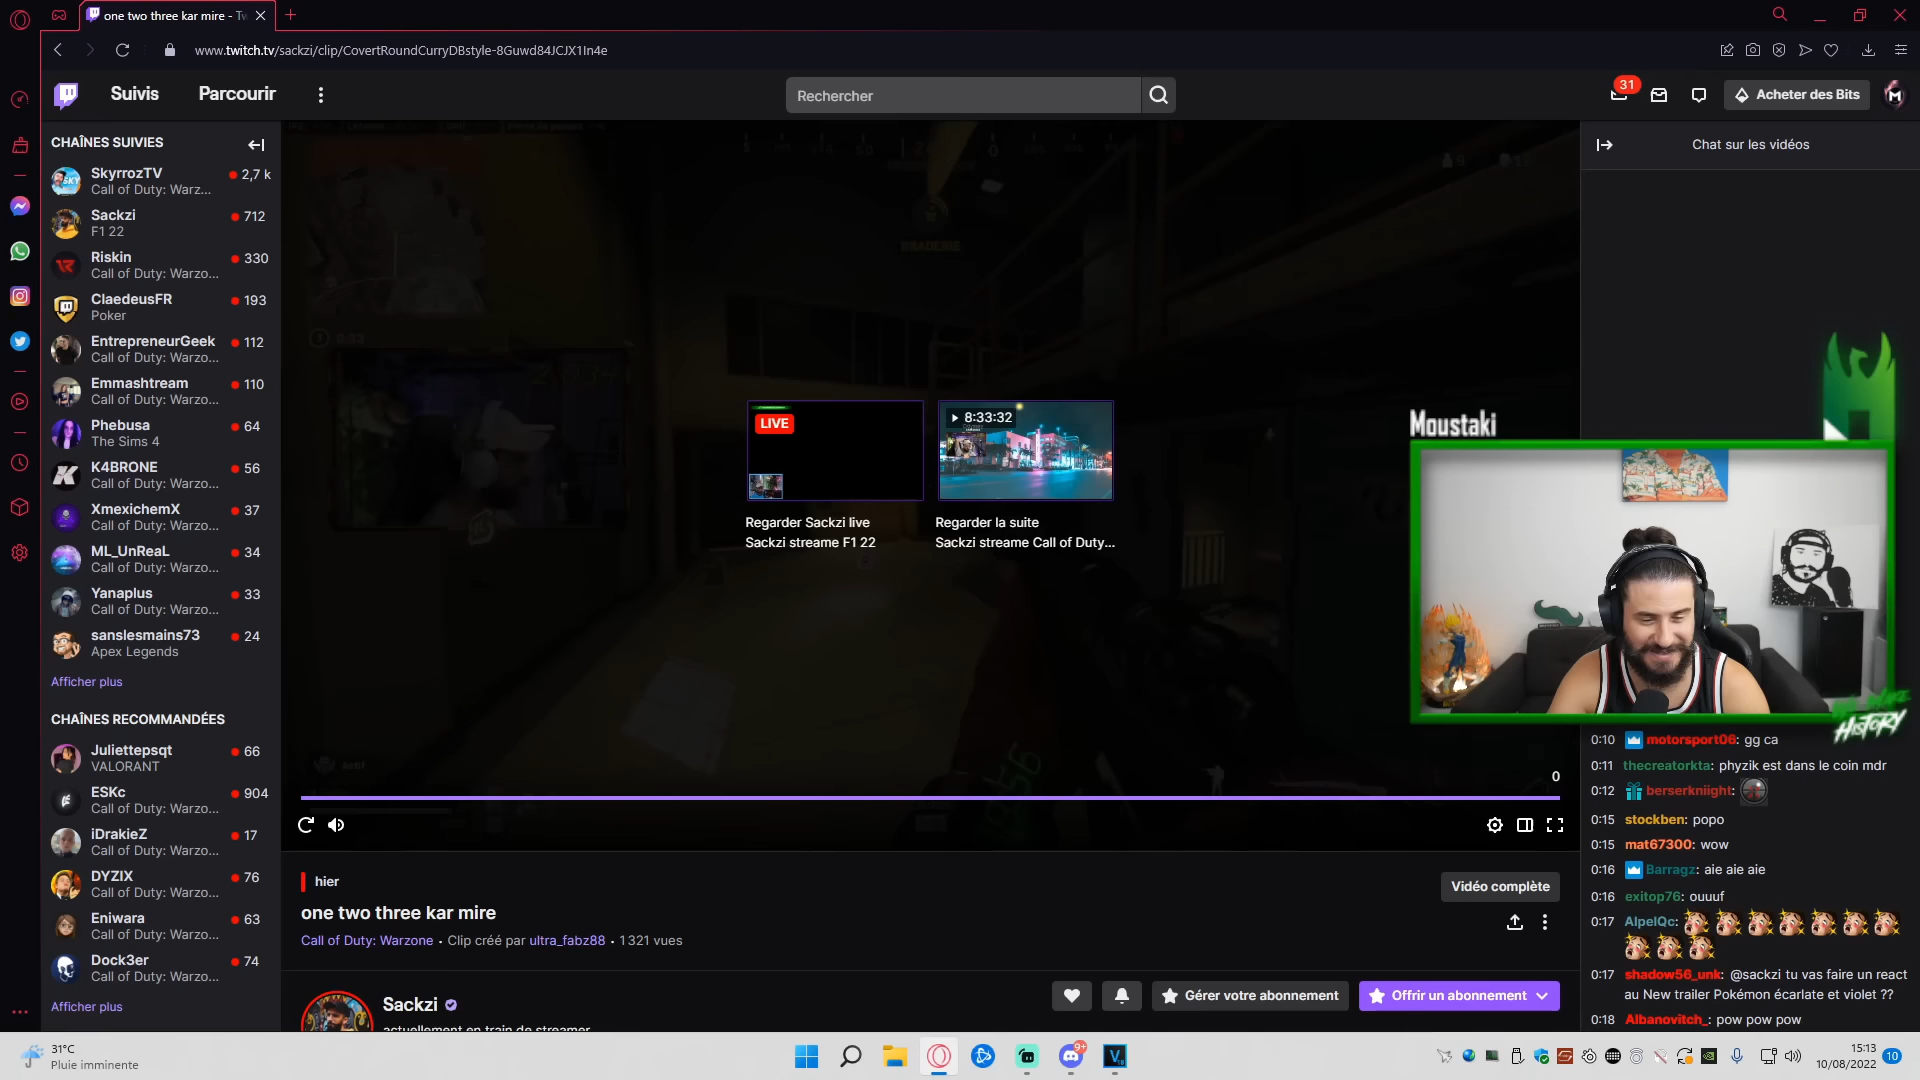 one two three kar mire - Tw
www.twitch.tv/sackzi/clip/CovertRoundCurryDBstyle-8Guwd84JCJX1In4e
Suivis
Parcourir
Rechercher
31
Acheter des Bits
CHAÎNES SUIVIES
SkyrrozTV
2,7 k
Call of Duty: Warz...
Sackzi
712
F1 22
Riskin
330
Call of Duty: Warzo...
ClaedeusFR
193
Poker
EntrepreneurGeek
112
Call of Duty: Warzo...
Emmashtream
110
Call of Duty: Warzo...
Phebusa
64
The Sims 4
K4BRONE
56
Call of Duty: Warzo...
XmexichemX
37
Call of Duty: Warzo...
ML_UnReaL
34
Call of Duty: Warzo...
Yanaplus
33
Call of Duty: Warzo...
sanslesmains73
24
Apex Legends
Afficher plus
CHAÎNES RECOMMANDÉES
Juliettepsqt
66
VALORANT
ESKc
904
Call of Duty: Warzo...
iDrakieZ
17
Call of Duty: Warzo...
DYZIX
76
Call of Duty: Warzo...
Eniwara
63
Call of Duty: Warzo...
Dock3er
74
Call of Duty: Warzo...
Afficher plus
LIVE
8:33:32
Regarder Sackzi live
Sackzi streame F1 22
Regarder la suite
Sackzi streame Call of Duty...
0
hier
Vidéo complète
one two three kar mire
Call of Duty: Warzone • Clip créé par ultra_fabz88 • 1 321 vues
Sackzi
actuellement en train de streamer
Gérer votre abonnement
Offrir un abonnement
Chat sur les vidéos
Moustaki
HISTORY
0:10 motorsport06: gg ca
0:11 thecreatorkta: phyzik est dans le coin mdr
0:12 berserkniight:
0:15 stockben: popo
0:15 mat67300: wow
0:16 Barragz: aie aie aie
0:16 exitop76: ouuuf
0:17 AlpelQc:
0:17 shadow56_unk: @sackzi tu vas faire un react
au New trailer Pokémon écarlate et violet ??
0:18 Albanovitch_: pow pow pow
31°C
Pluie imminente
9+
15:13
10/08/2022
10